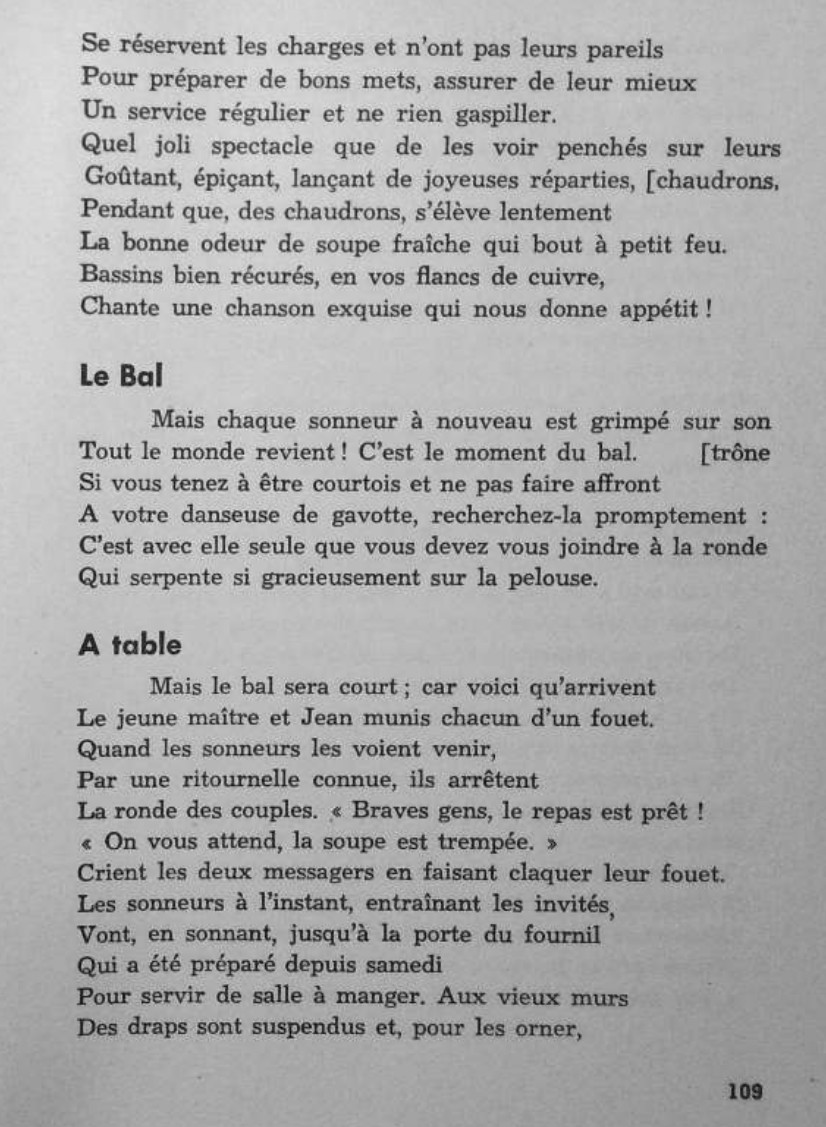 Se réservent les charges et n'ont pas leurs pareils
Pour préparer de bons mets, assurer de leur mieux
Un service régulier et ne rien gaspiller.
Quel joli spectacle que de les voir penchés sur leurs
Goûtant, épiçant, lançant de joyeuses réparties, [chaudrons,
Pendant que, des chaudrons, s'élève lentement
La bonne odeur de soupe fraîche qui bout à petit feu.
Bassins bien récurés, en vos flancs de cuivre,
Chante une chanson exquise qui nous donne appétit !
Le Bal
Mais chaque sonneur à nouveau est grimpé sur son
Tout le monde revient ! C'est le moment du bal. [trône
Si vous tenez à être courtois et ne pas faire affront
A votre danseuse de gavotte, recherchez-la promptement :
C'est avec elle seule que vous devez vous joindre à la ronde
Qui serpente si gracieusement sur la pelouse.
A table
Mais le bal sera court ; car voici qu'arrivent
Le jeune maître et Jean munis chacun d'un fouet.
Quand les sonneurs les voient venir,
Par une ritournelle connue, ils arrêtent
La ronde des couples. « Braves gens, le repas est prêt !
« On vous attend, la soupe est trempée. »
Crient les deux messagers en faisant claquer leur fouet.
Les sonneurs à l'instant, entraînant les invités,
Vont, en sonnant, jusqu'à la porte du fournil
Qui a été préparé depuis samedi
Pour servir de salle à manger. Aux vieux murs
Des draps sont suspendus et, pour les orner,
109